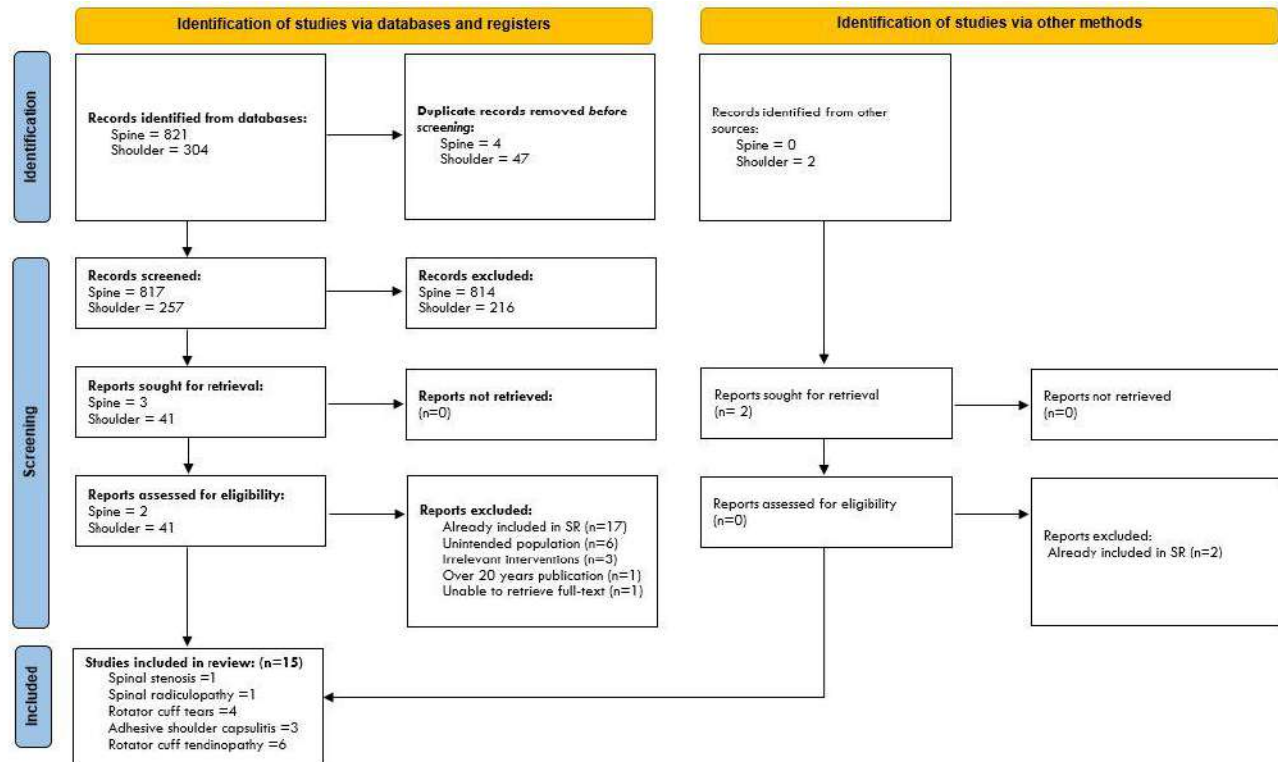 Identification of studies via databases and registers
Identification of studies via other methods
Identification
Records identified from databases:
Spine = 821
Shoulder = 304
Duplicate records removed before
screening:
Spine = 4
Shoulder = 47
Records identified from other
sources:
Spine = 0
Shoulder = 2
Screening
Records screened:
Spine = 817
Shoulder = 257
Records excluded:
Spine = 814
Shoulder = 216
Reports sought for retrieval:
Spine = 3
Shoulder = 41
Reports not retrieved:
(n=0)
Reports sought for retrieval
(n= 2)
Reports not retrieved
(n=0)
Reports assessed for eligibility:
Spine = 2
Shoulder = 41
Reports excluded:
Already included in SR (n=17)
Unintended population (n=6)
Irrelevant interventions (n=3)
Over 20 years publication (n=1)
Unable to retrieve full-text (n=1)
Reports assessed for eligibility
(n=0)
Reports excluded:
Already included in SR (n=2)
Included
Studies included in review: (n=15)
Spinal stenosis =1
Spinal radiculopathy =1
Rotator cuff tears =4
Adhesive shoulder capsulitis =3
Rotator cuff tendinopathy =6